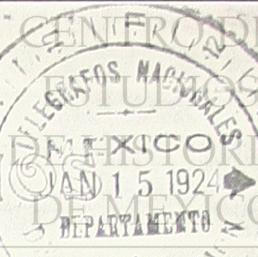 TELEGRAFOS NACIONALES
MEXICO
JAN 15 1924
DEPARTAMENTO
CENTRO DE
ESTUDIOS
DE HISTORIA
DE MEXICO